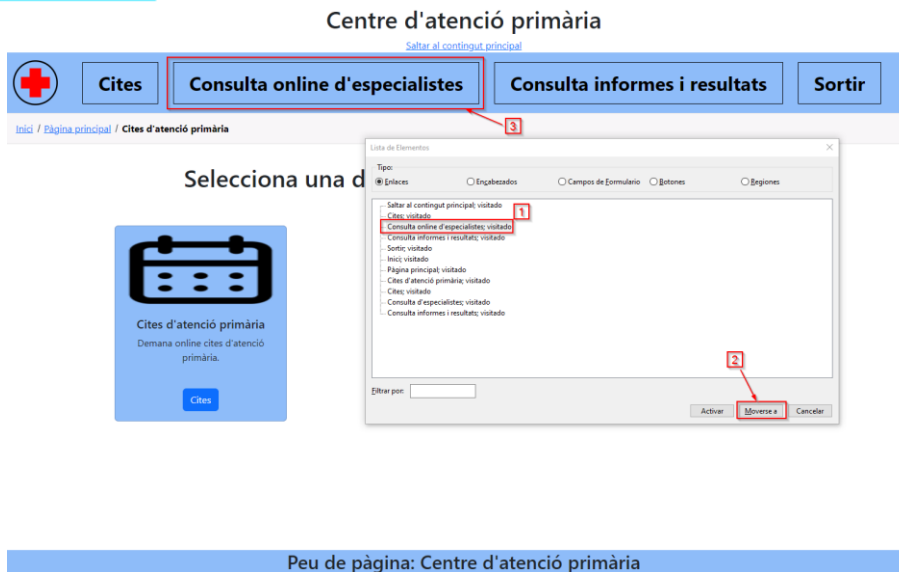 Centre d'atenció primària
Saltar al contingut principal
Cites
Consulta online d'especialistes
Consulta informes i resultats
Sortir
3
Inici / Pàgina principal / Cites d'atenció primària
Selecciona una d
Lista de Elementos
Tipo:
Enlaces Encabezados Campos de Formulario Botones Regiones
Saltar al contingut principal; visitado
Cites; visitado
1
Consulta online d'especialistes; visitado
Consulta informes i resultats; visitado
Sortir; visitado
Inici; visitado
Pàgina principal; visitado
Cites d'atenció primària; visitado
Cites; visitado
Consulta d'especialistes; visitado
Consulta informes i resultats; visitado
2
Filtrar por:
Activar Moverse a Cancelar
Cites d'atenció primària
Demana online cites d'atenció
primària.
Cites
Peu de pàgina: Centre d'atenció primària